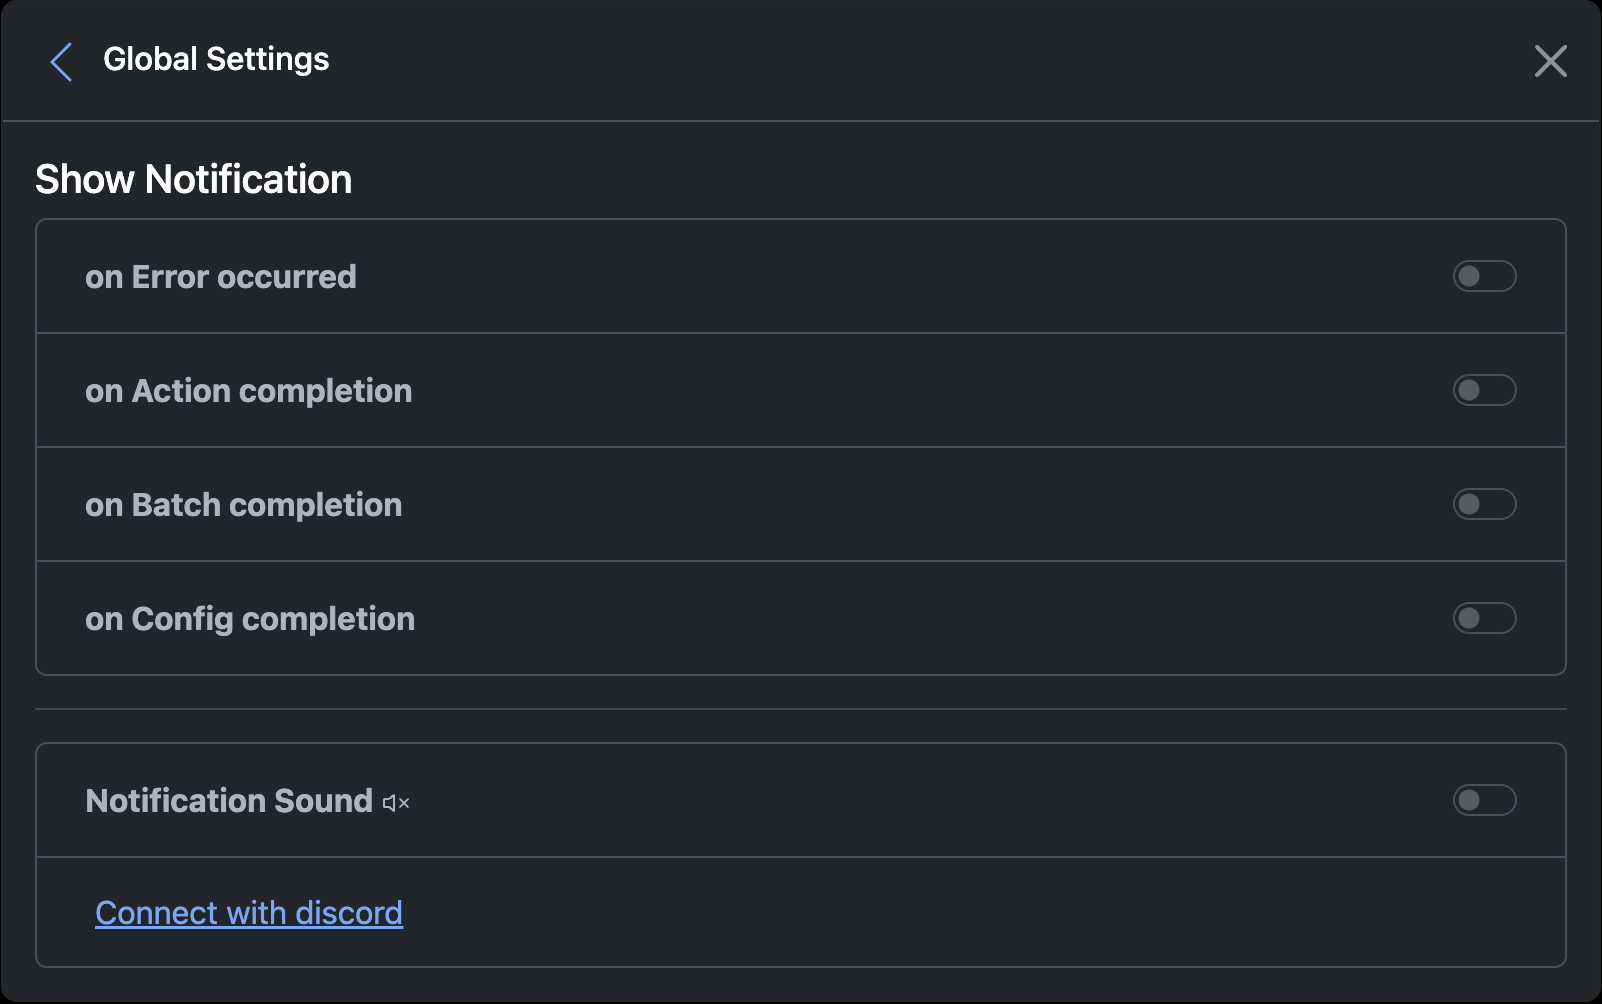 Global Settings
Show Notification
on Error occurred
on Action completion
on Batch completion
on Config completion
Notification Sound
Connect with discord